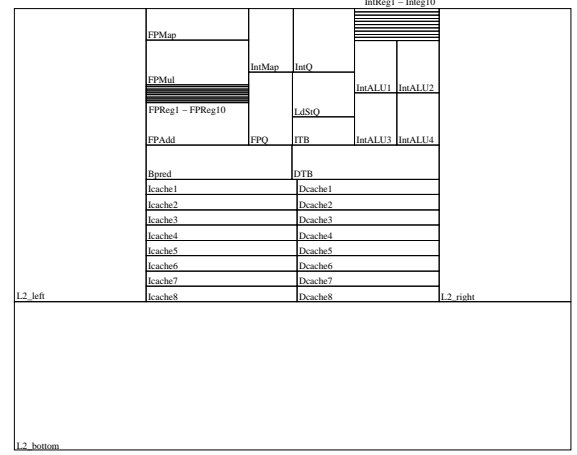 IntReg1 – Integ10
FPMap
IntMap
IntQ
FPMul
IntALU1
IntALU2
FPReg1 – FPReg10
LdStQ
FPAdd
FPQ
ITB
IntALU3
IntALU4
Bpred
DTB
Icache1
Dcache1
Icache2
Dcache2
Icache3
Dcache3
Icache4
Dcache4
Icache5
Dcache5
Icache6
Dcache6
Icache7
Dcache7
L2_left
Icache8
Dcache8
L2_right
L2_bottom